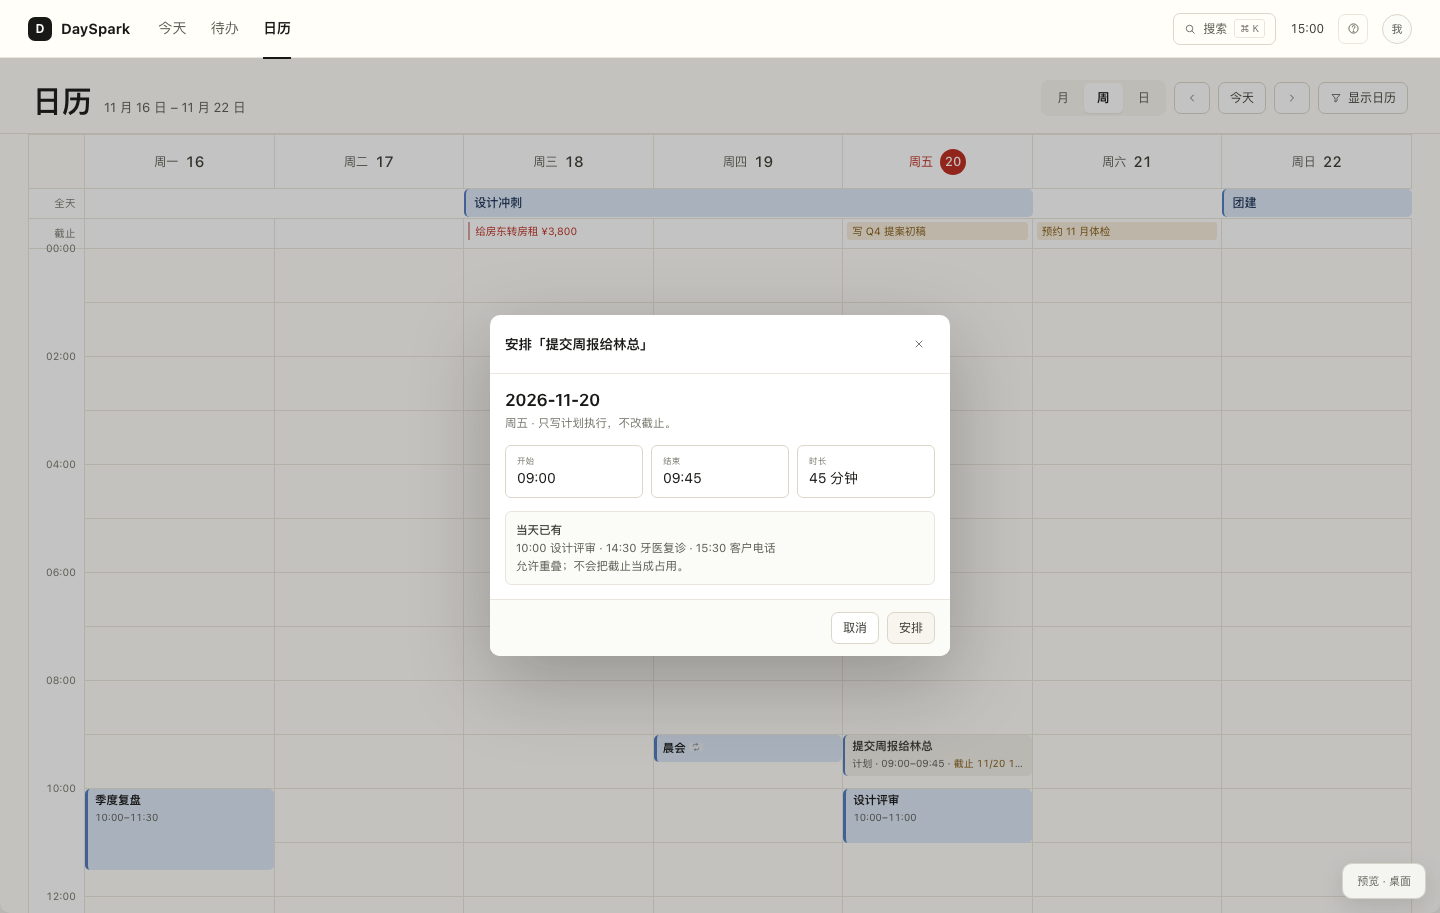 D DaySpark 今天 待办 日历 搜索 ⌘ K 15:00 我
日历 11 月 16 日 – 11 月 22 日 月 周 日 今天 显示日历
周一 16 周二 17 周三 18 周四 19 周五 20 周六 21 周日 22
全天 设计冲刺 团建
截止 给房东转房租 ¥3,800 写 Q4 提案初稿 预约 11 月体检
00:00
02:00
04:00
06:00
08:00
10:00
12:00
安排「提交周报给林总」
2026-11-20
周五 · 只写计划执行，不改截止。
开始 结束 时长
09:00 09:45 45 分钟
当天已有
10:00 设计评审 · 14:30 牙医复诊 · 15:30 客户电话
允许重叠；不会把截止当成占用。
取消 安排
晨会 提交周报给林总
计划 · 09:00–09:45 · 截止 11/20 1…
季度复盘 设计评审
10:00–11:30 10:00–11:00
预览 · 桌面